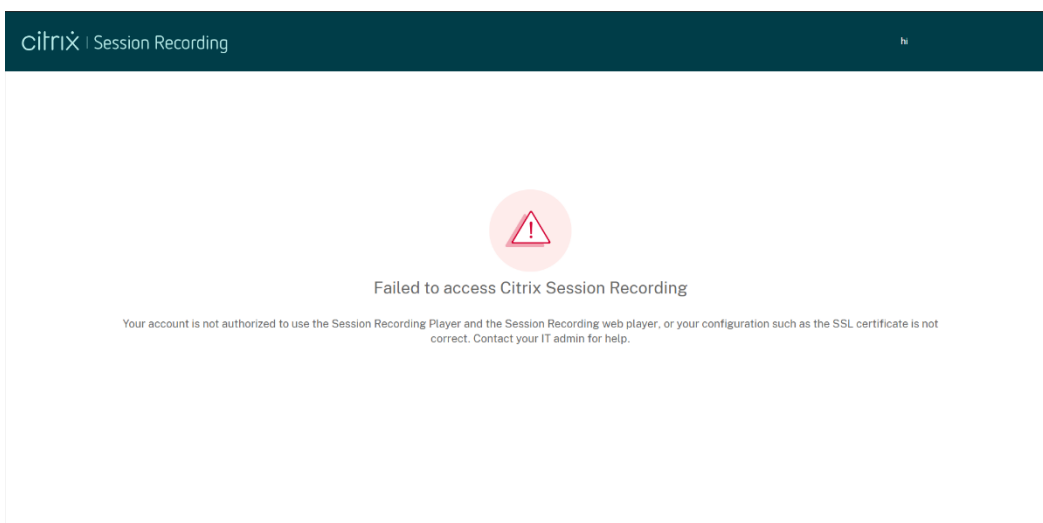 citrix | Session Recording
hi
!
Failed to access Citrix Session Recording
Your account is not authorized to use the Session Recording Player and the Session Recording web player, or your configuration such as the SSL certificate is not
correct. Contact your IT admin for help.